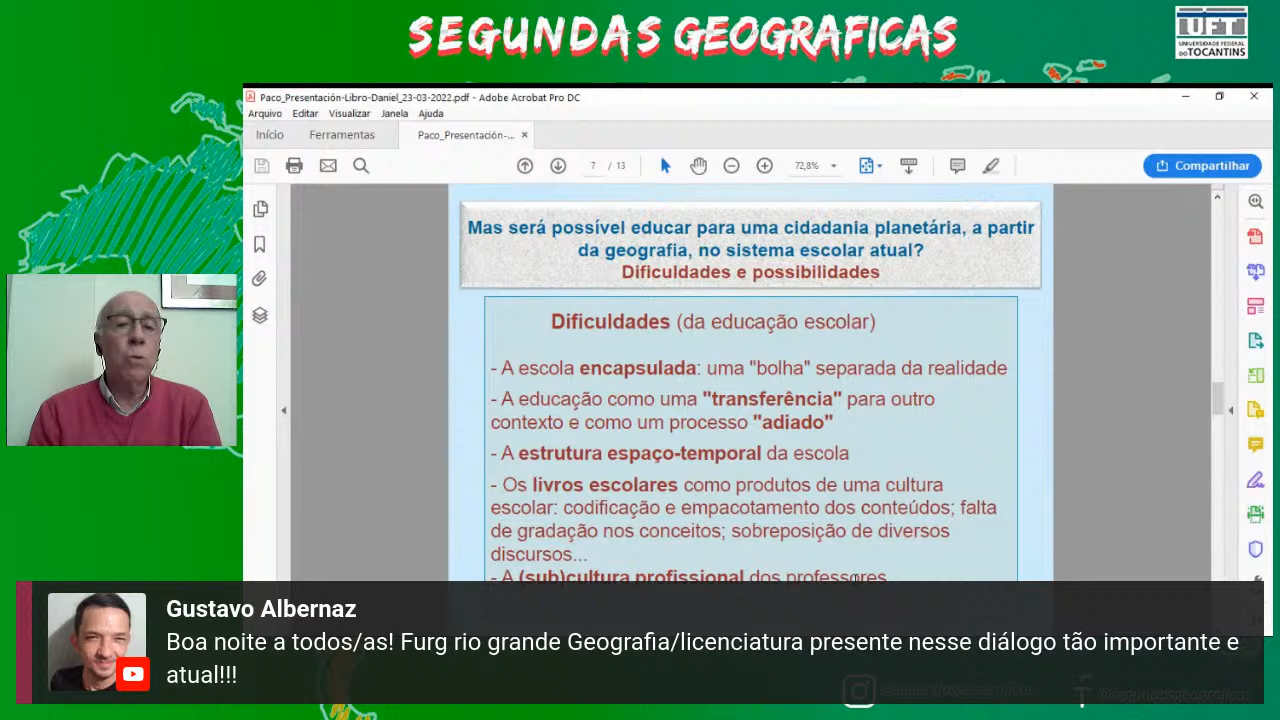 SEGUNDAS GEOGRAFICAS
UFT
UNIVERSIDADE FEDERAL
DO TOCANTINS
Paco_Presentación-Libro-Daniel_23-03-2022.pdf - Adobe Acrobat Pro DC
Arquivo Editar Visualizar Janela Ajuda
Início Ferramentas Paco_Presentación-... ×
7 / 13 72,8% Compartilhar
Mas será possível educar para uma cidadania planetária, a partir
da geografia, no sistema escolar atual?
Dificuldades e possibilidades
Dificuldades (da educação escolar)
- A escola encapsulada: uma "bolha" separada da realidade
- A educação como uma "transferência" para outro
contexto e como um processo "adiado"
- A estrutura espaço-temporal da escola
- Os livros escolares como produtos de uma cultura
escolar: codificação e empacotamento dos conteúdos; falta
de gradação nos conceitos; sobreposição de diversos
discursos...
- A (sub)cultura profissional dos professores
Gustavo Albernaz
Boa noite a todos/as! Furg rio grande Geografia/licenciatura presente nesse diálogo tão importante e
atual!!!